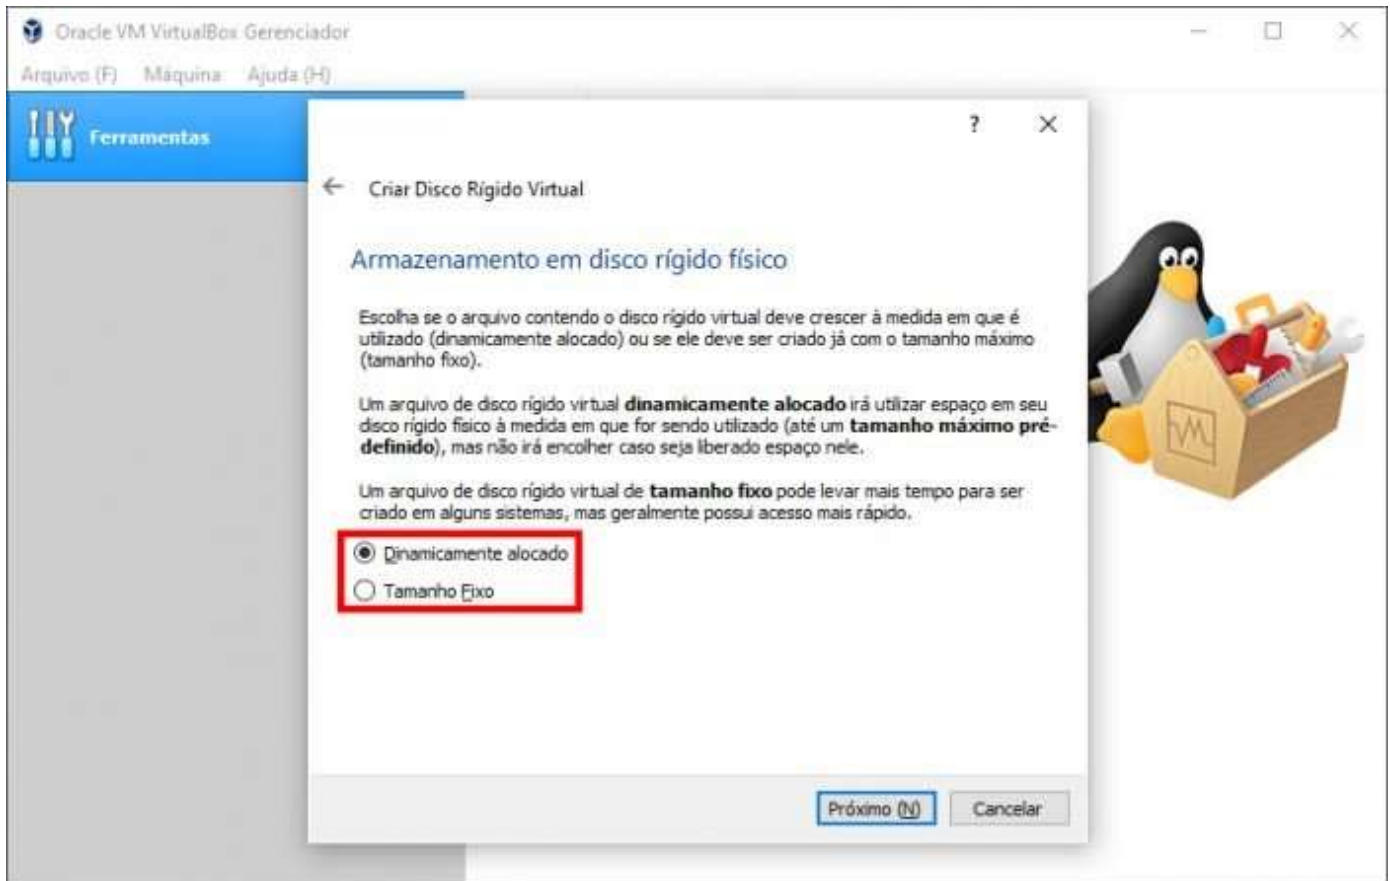 Oracle VM VirtualBox Gerenciador
Arquivo (F) Máquina Ajuda (H)
Ferramentas
?
Criar Disco Rígido Virtual
Armazenamento em disco rígido físico
Escolha se o arquivo contendo o disco rígido virtual deve crescer à medida em que é
utilizado (dinamicamente alocado) ou se ele deve ser criado já com o tamanho máximo
(tamanho fixo).
Um arquivo de disco rígido virtual dinamicamente alocado irá utilizar espaço em seu
disco rígido físico à medida em que for sendo utilizado (até um tamanho máximo pré-
definido), mas não irá encolher caso seja liberado espaço nele.
Um arquivo de disco rígido virtual de tamanho fixo pode levar mais tempo para ser
criado em alguns sistemas, mas geralmente possui acesso mais rápido.
Dinamicamente alocado
Tamanho Fixo
Próximo (N) Cancelar